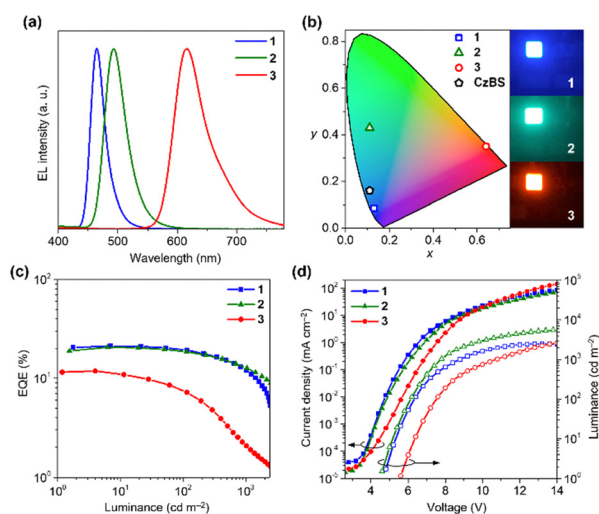 (a)
1
2
3
EL intensity (a. u.)
400 500 600 700
Wavelength (nm)
(b)
0.8
0.6
0.4
0.2
0.0
y
1
2
3
CzBS
0.0 0.2 0.4 0.6
x
1
2
3
(c)
10²
10¹
10⁰
EQE (%)
1
2
3
10⁰ 10¹ 10² 10³
Luminance (cd m⁻²)
(d)
10²
10¹
10⁰
10⁻¹
10⁻²
10⁻³
10⁻⁴
10⁻⁵
Current density (mA cm⁻²)
1
2
3
10⁵
10⁴
10³
10²
10¹
10⁰
Luminance (cd m⁻²)
4 6 8 10 12 14
Voltage (V)